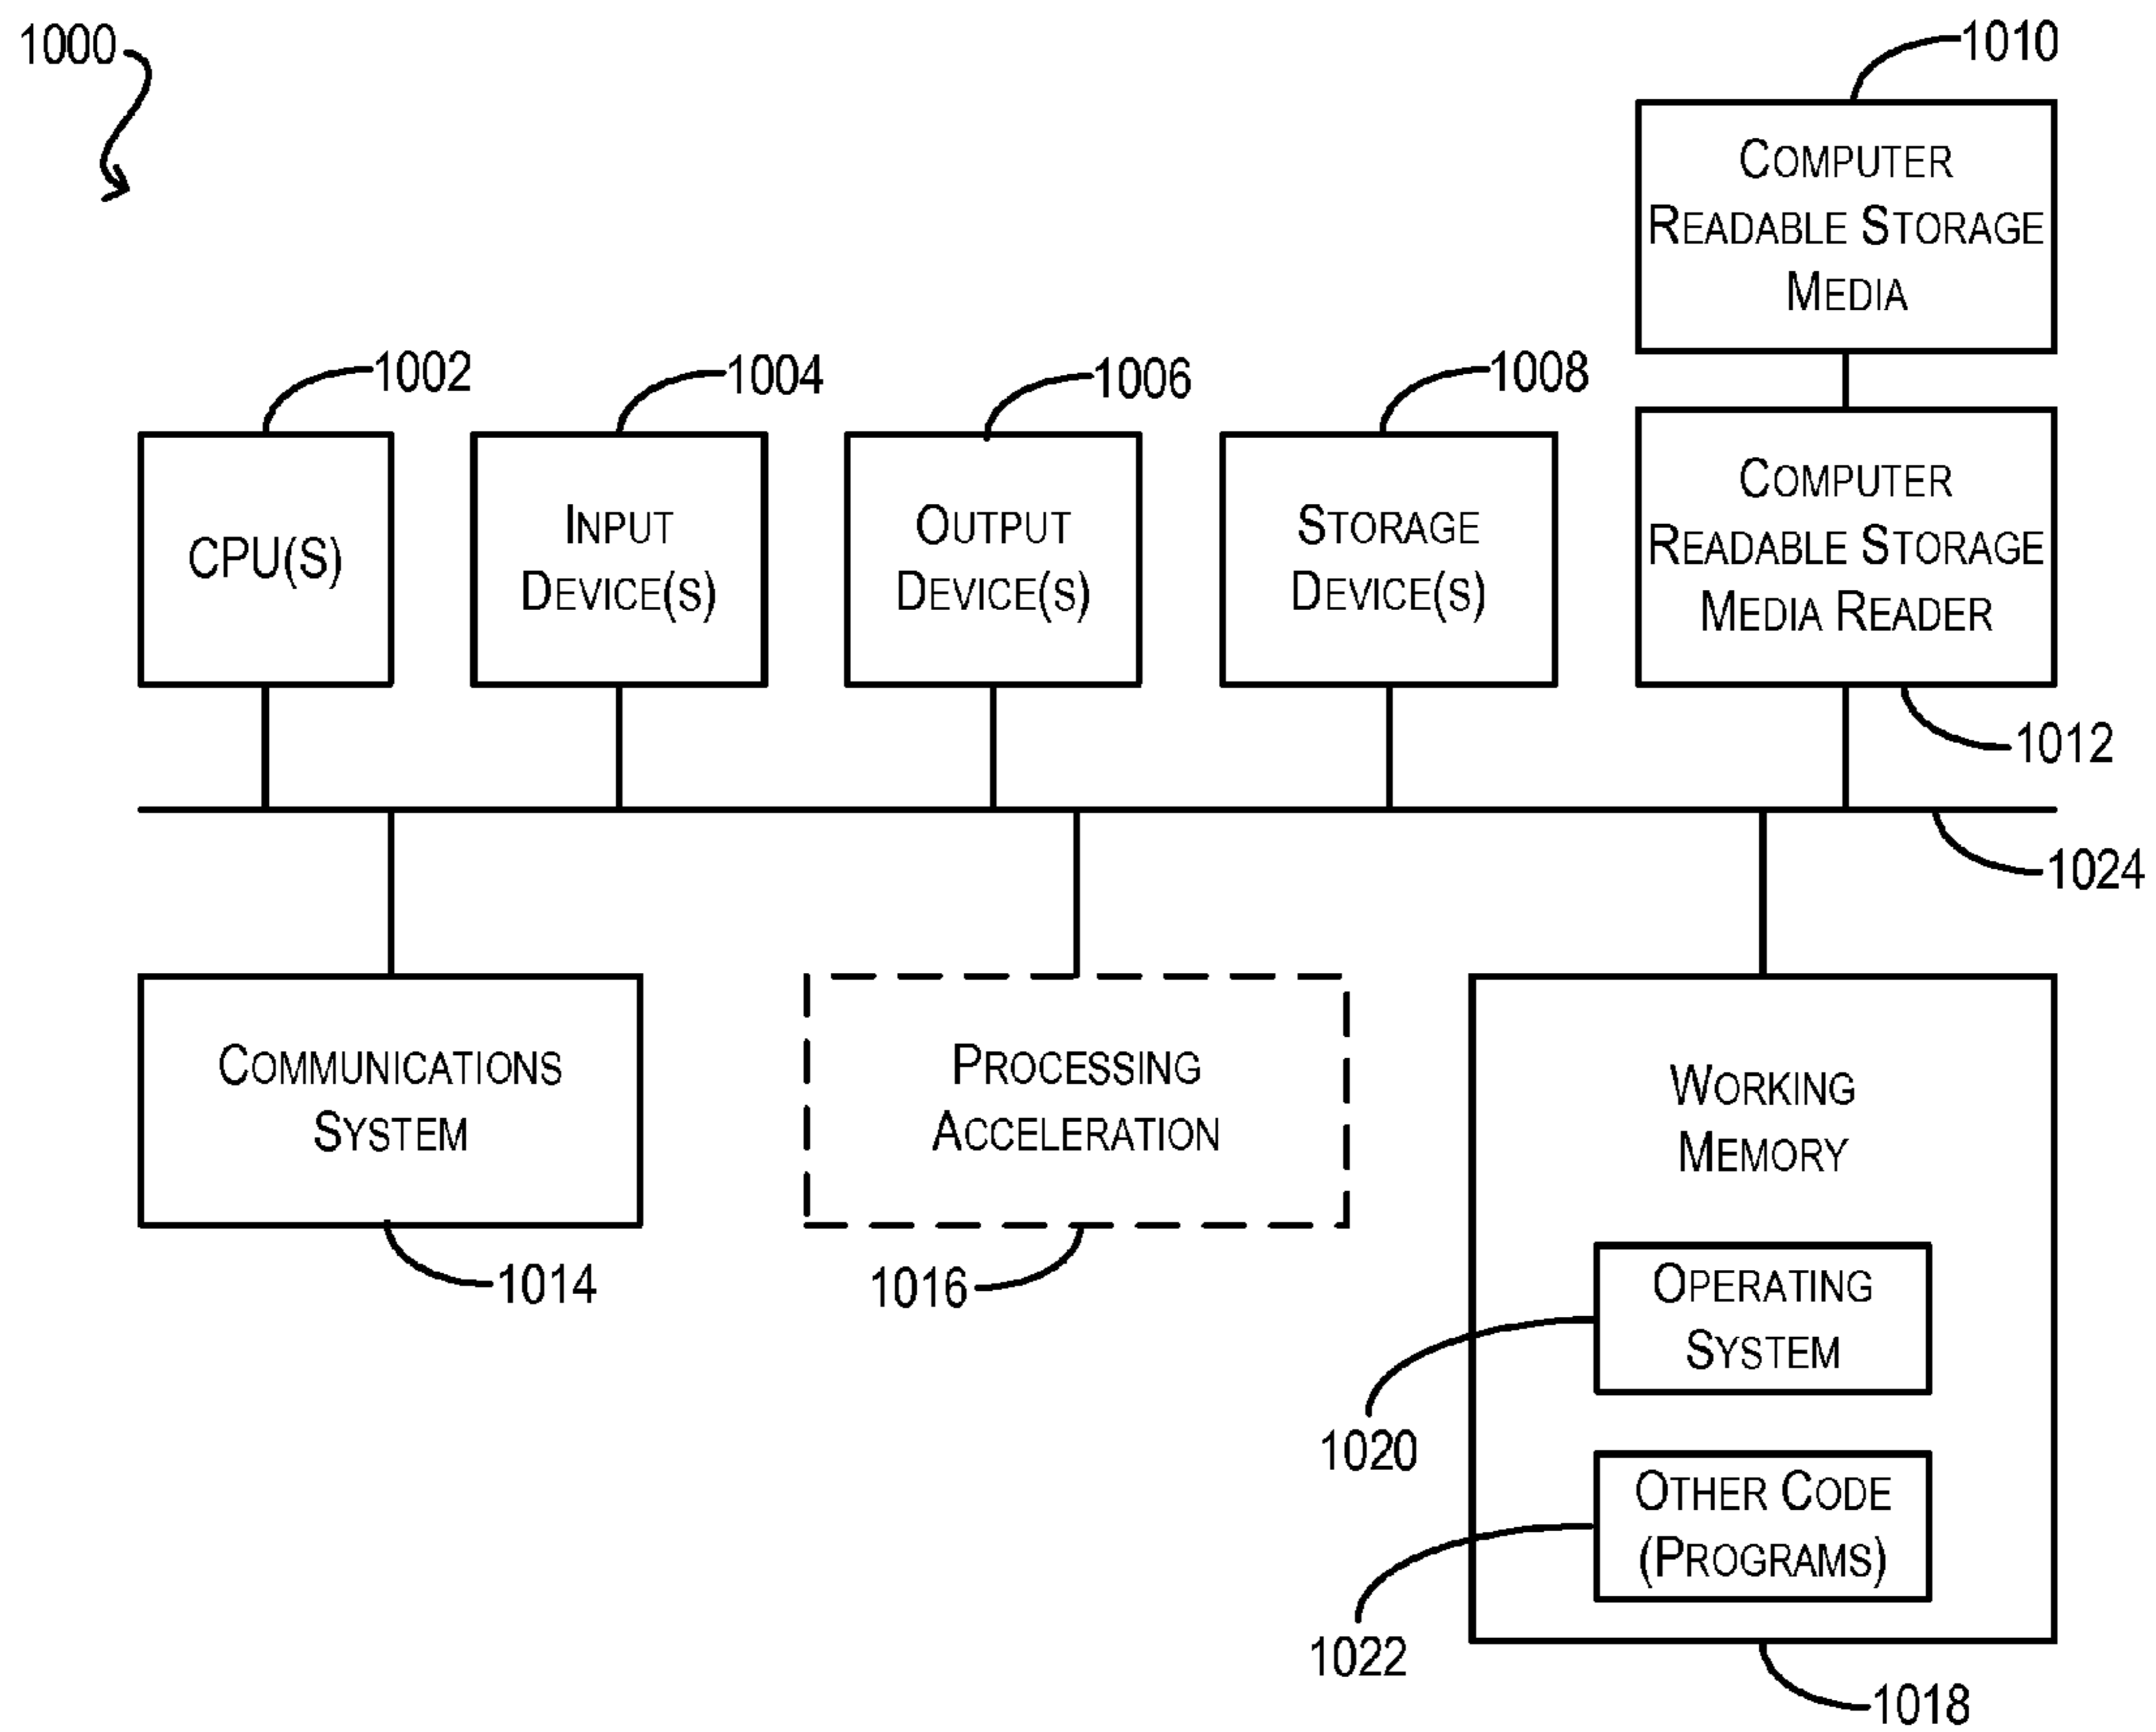 1000
1010
COMPUTER
READABLE STORAGE
MEDIA
1002
1004
1006
1008
CPU(S)
INPUT
DEVICE(S)
OUTPUT
DEVICE(S)
STORAGE
DEVICE(S)
COMPUTER
READABLE STORAGE
MEDIA READER
1012
1024
COMMUNICATIONS
SYSTEM
1014
PROCESSING
ACCELERATION
1016
WORKING
MEMORY
OPERATING
SYSTEM
1020
OTHER CODE
(PROGRAMS)
1022
1018